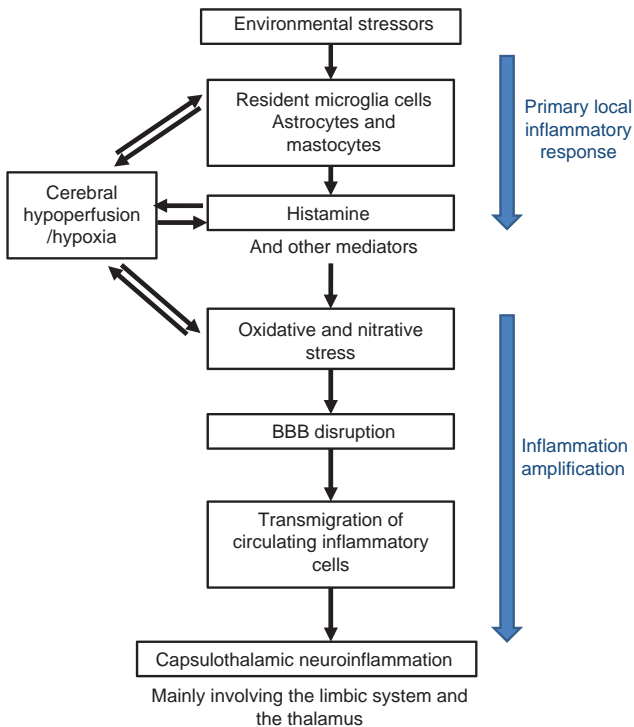 Environmental stressors
Resident microglia cells
Astrocytes and
mastocytes
Primary local
inflammatory
response
Cerebral
hypoperfusion
/hypoxia
Histamine
And other mediators
Oxidative and nitrative
stress
BBB disruption
Inflammation
amplification
Transmigration of
circulating inflammatory
cells
Capsulothalamic neuroinflammation
Mainly involving the limbic system and
the thalamus